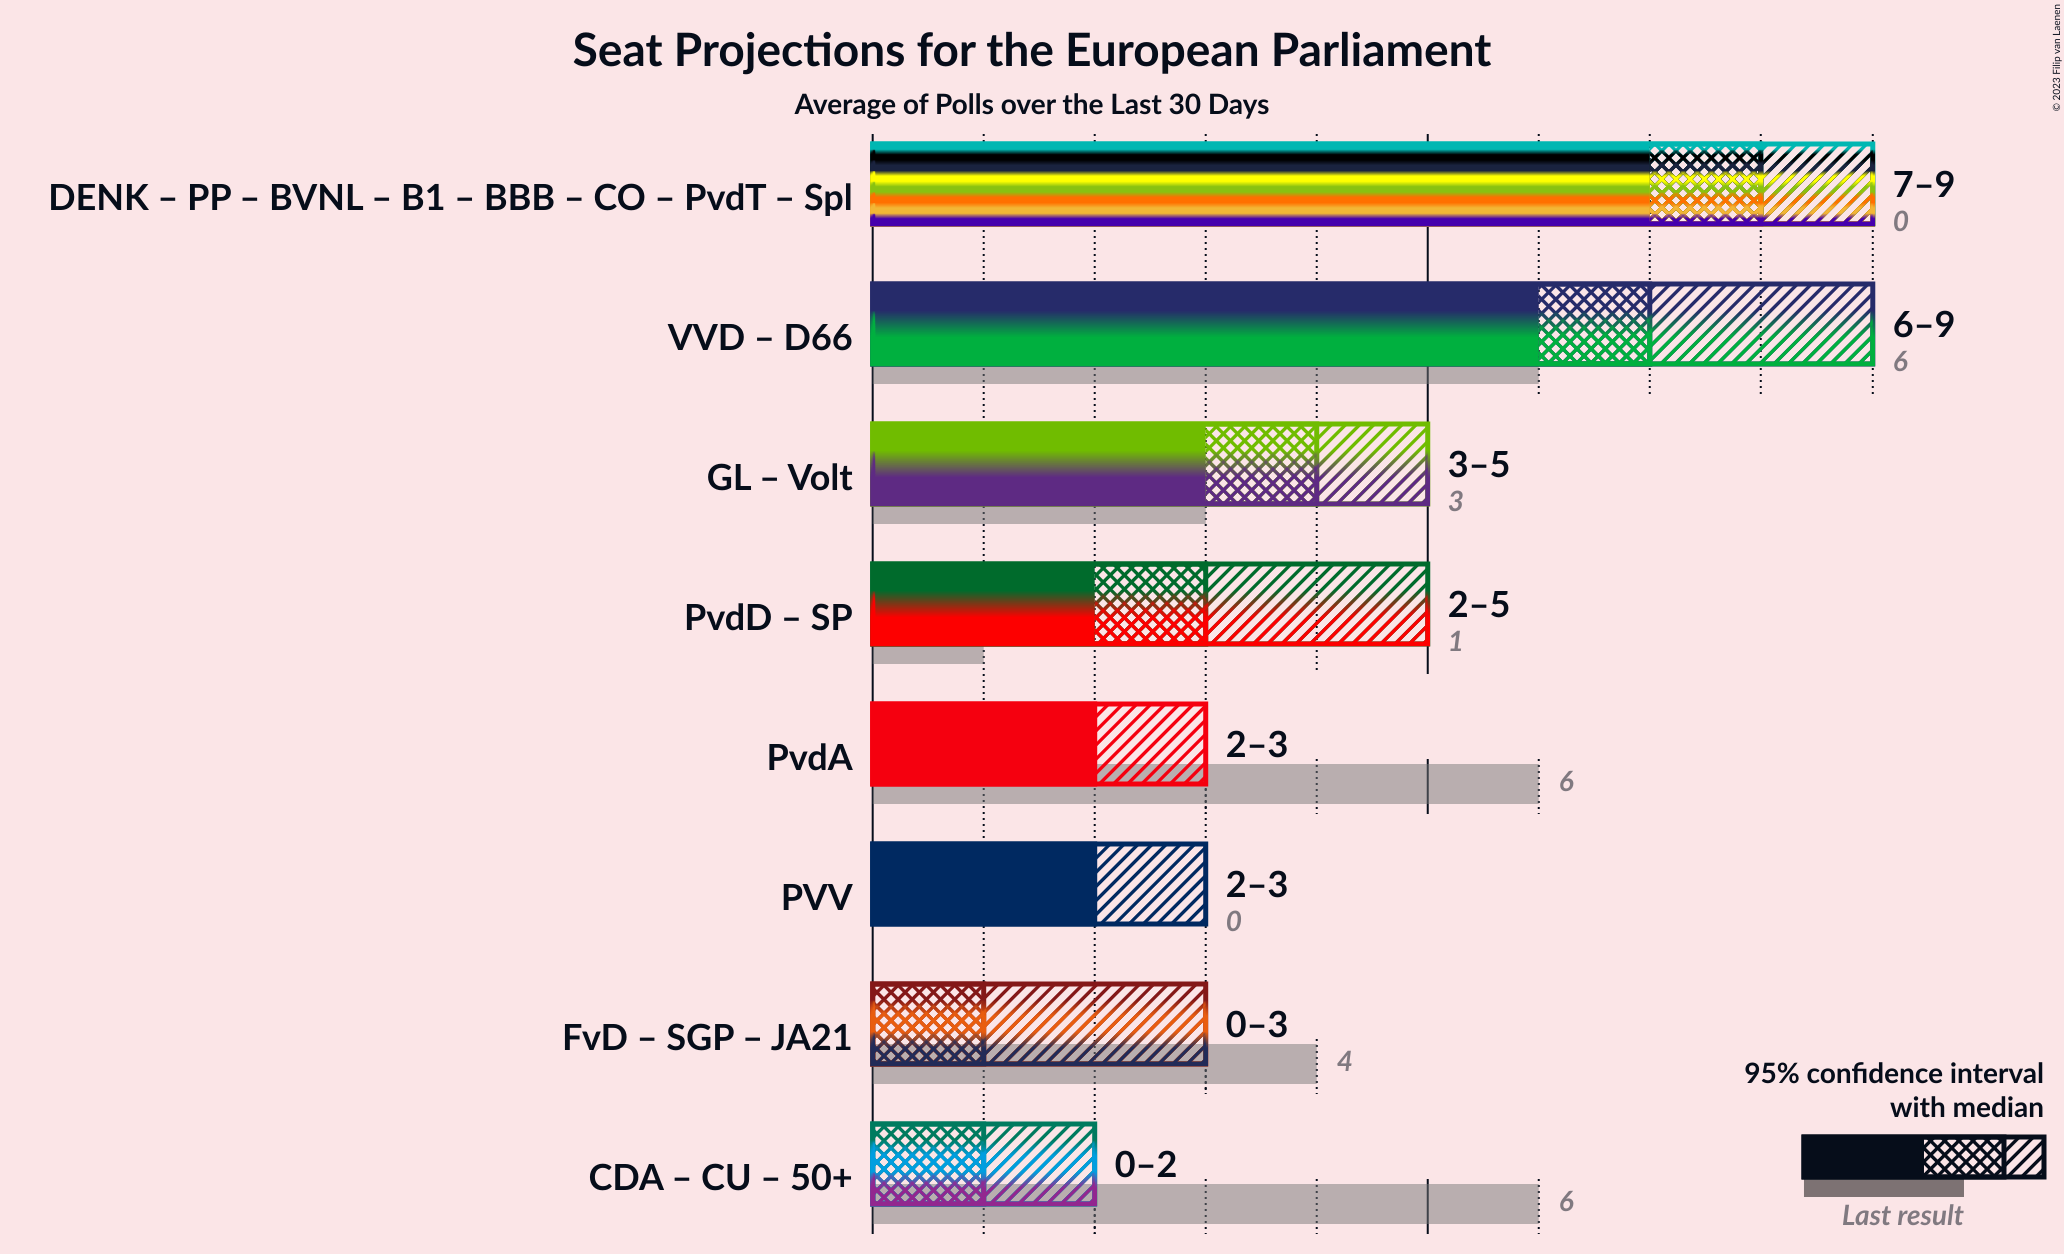 Seat Projections for the European Parliament
Average of Polls over the Last 30 Days
© 2023 Filip van Laenen
DENK – PP – BVNL – B1 – BBB – CO – PvdT – Spl
7–9
0
VVD – D66
6–9
6
GL – Volt
3–5
3
PvdD – SP
2–5
1
PvdA
2–3
6
PVV
2–3
0
FvD – SGP – JA21
0–3
4
CDA – CU – 50+
0–2
6
95% confidence interval
with median
Last result